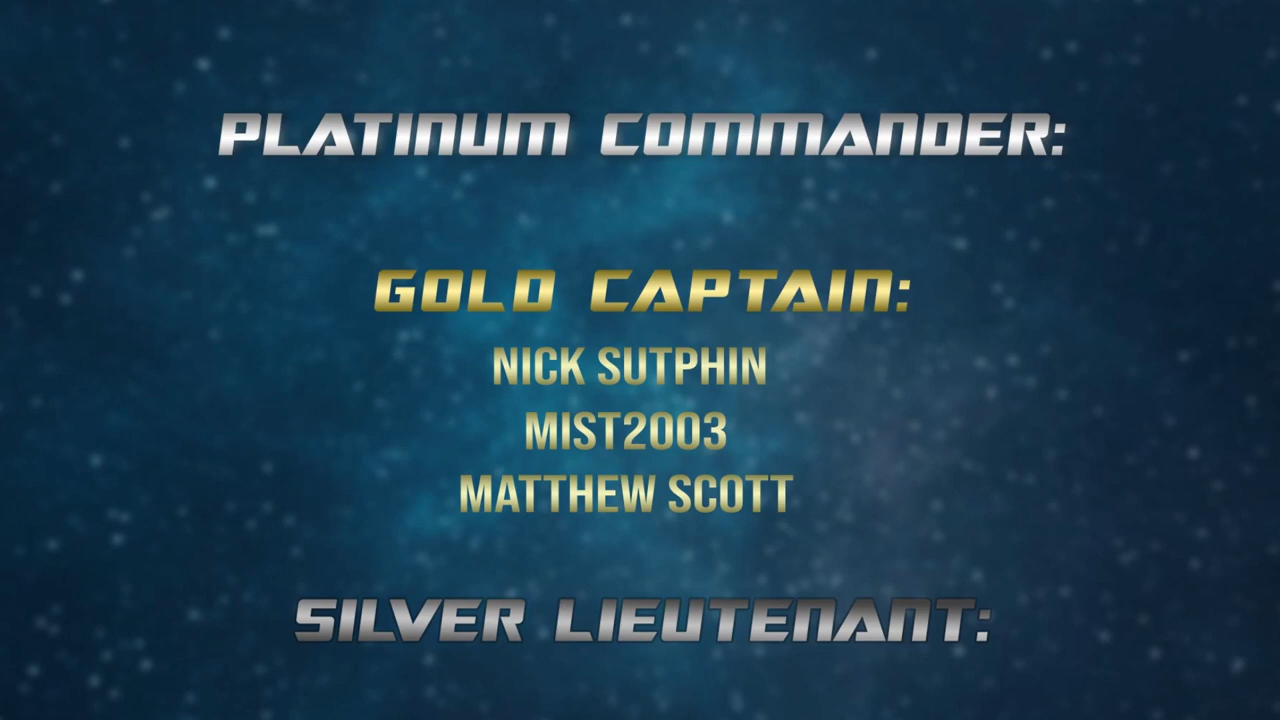 PLATINUM COMMANDER:
GOLD CAPTAIN:
NICK SUTPHIN
MIST2003
MATTHEW SCOTT
SILVER LIEUTENANT: